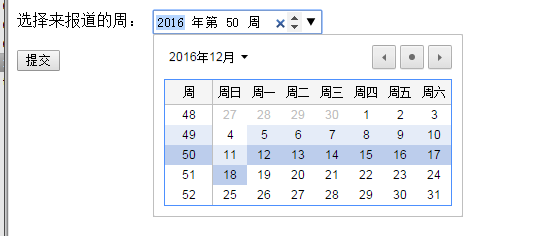 选择来报道的周： 2016 年第 50 周
提交
2016年12月
周 周日 周一 周二 周三 周四 周五 周六
48 27 28 29 30 1 2 3
49 4 5 6 7 8 9 10
50 11 12 13 14 15 16 17
51 18 19 20 21 22 23 24
52 25 26 27 28 29 30 31